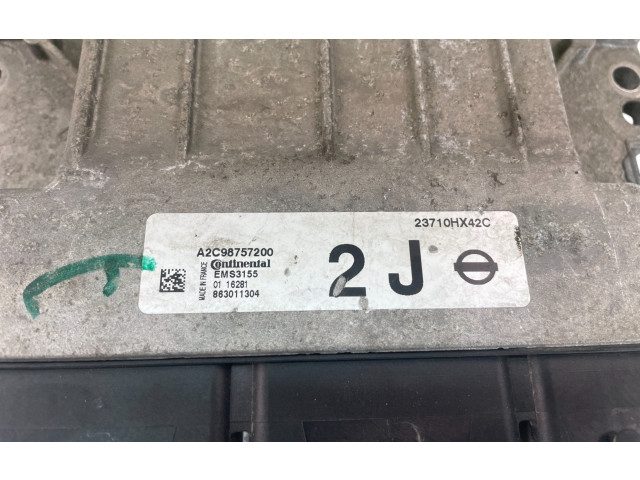 23710HX42C
A2C98757200
Continental
EMS3155
01 16281
863011304
MADE IN FRANCE
2 J